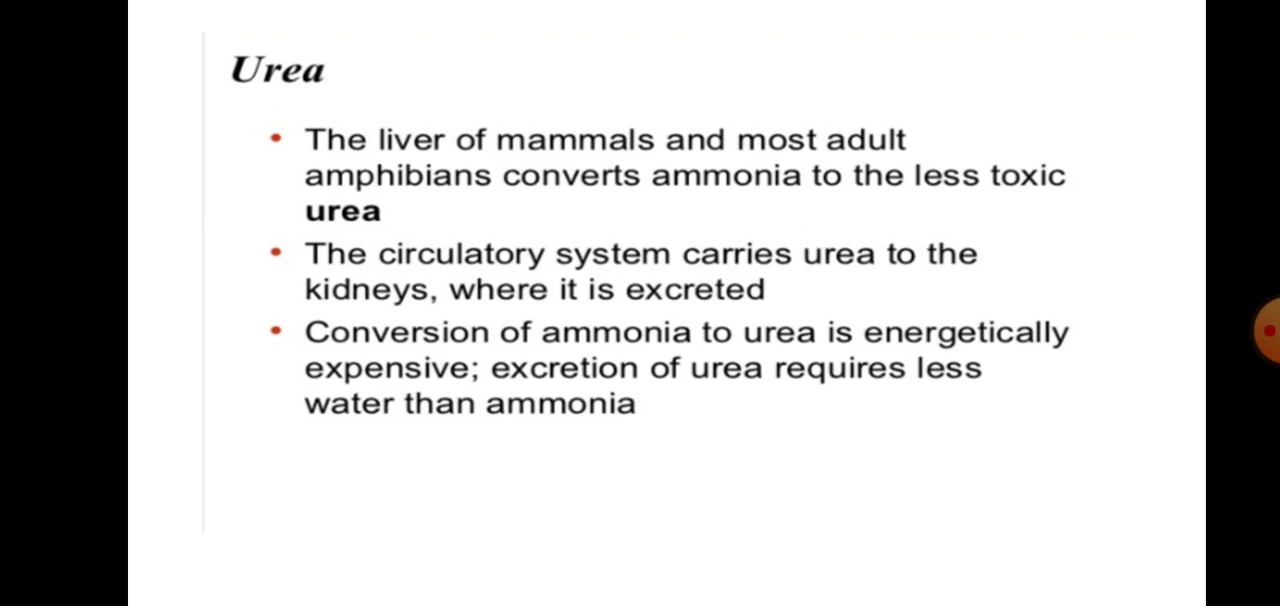 Urea
• The liver of mammals and most adult
amphibians converts ammonia to the less toxic
urea
• The circulatory system carries urea to the
kidneys, where it is excreted
• Conversion of ammonia to urea is energetically
expensive; excretion of urea requires less
water than ammonia